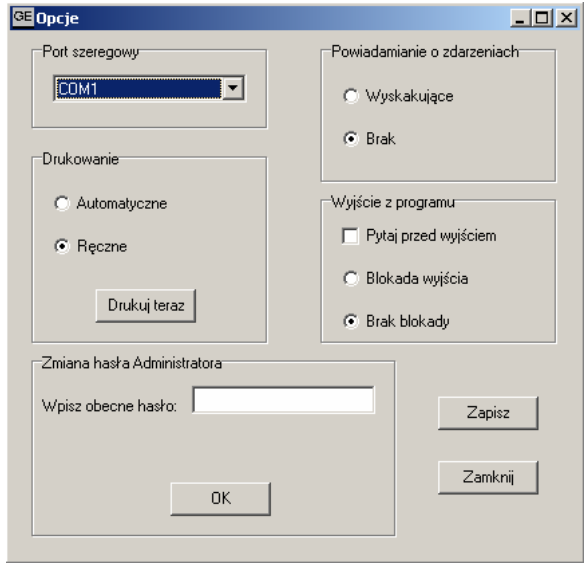 GE Opcje
Port szeregowy
COM1
Drukowanie
Automatyczne
Ręczne
Drukuj teraz
Powiadamianie o zdarzeniach
Wyskakujące
Brak
Wyjście z programu
Pytaj przed wyjściem
Blokada wyjścia
Brak blokady
Zmiana hasła Administratora
Wpisz obecne hasło:
OK
Zapisz
Zamknij